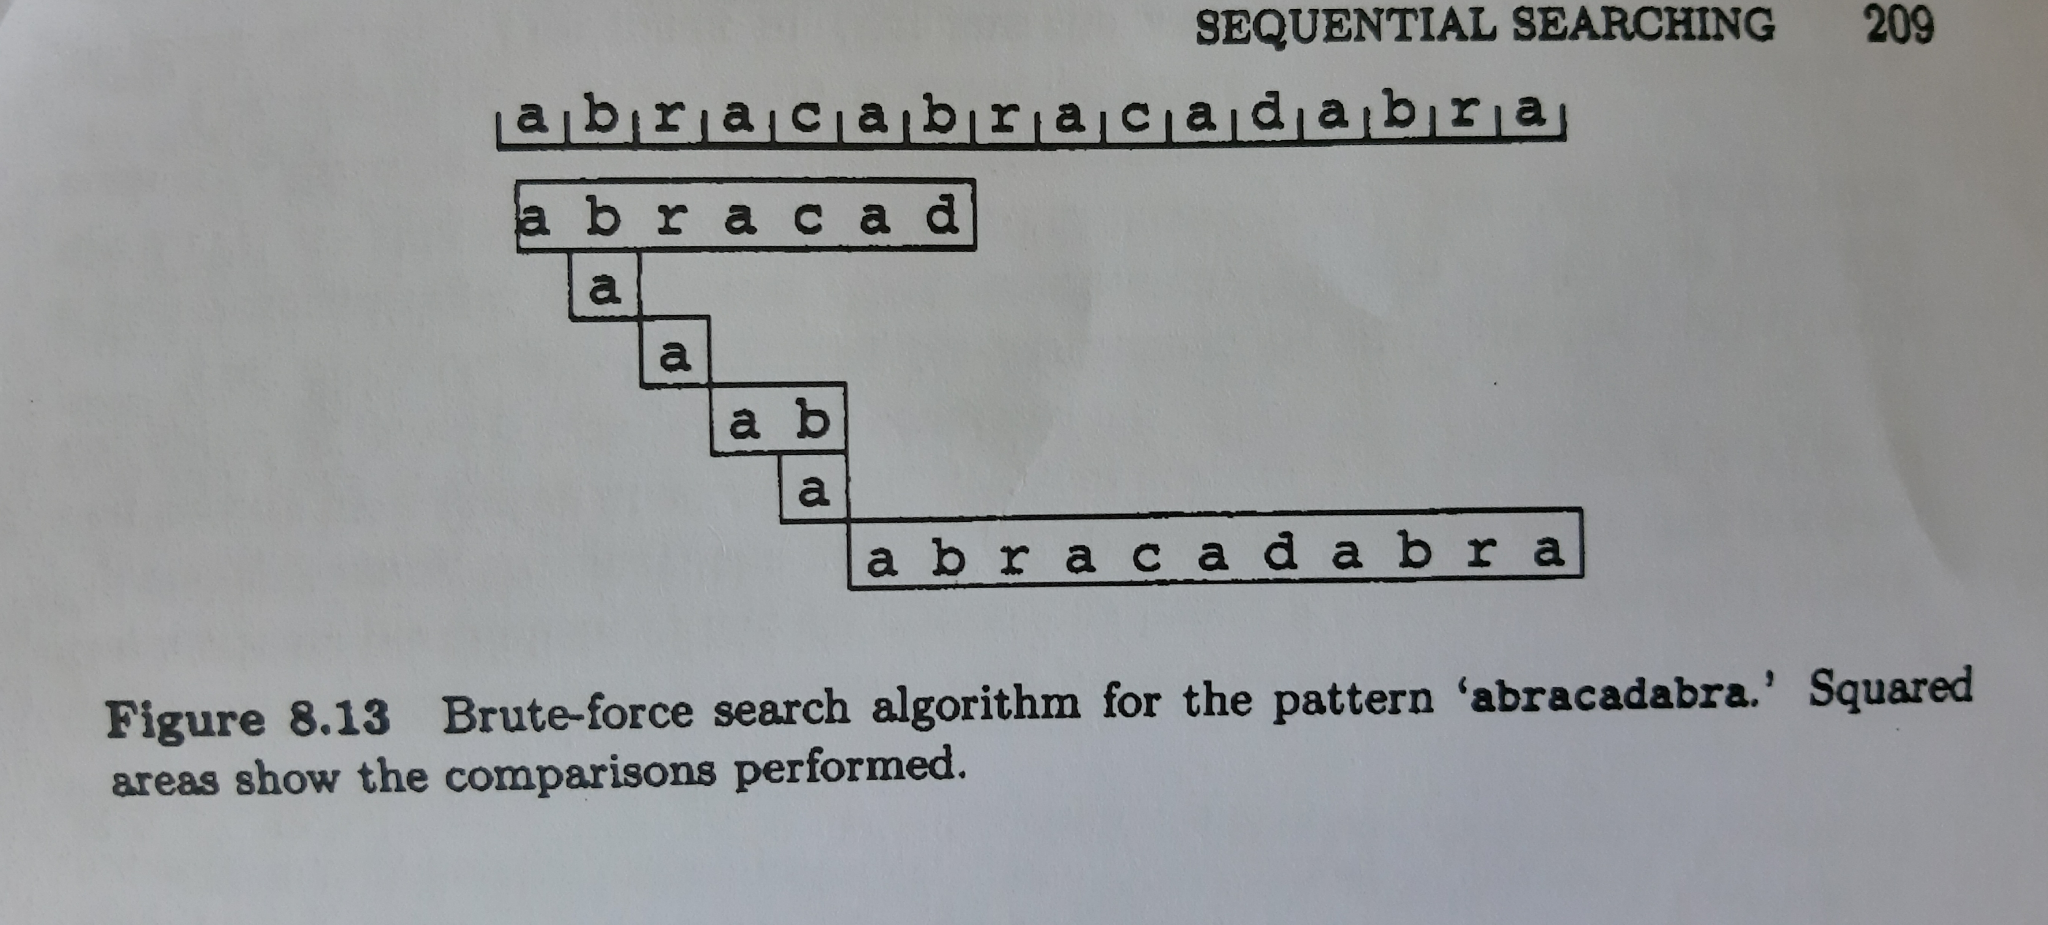 SEQUENTIAL SEARCHING 209
a b r a c a b r a c a d a b r a
a b r a c a d
a
a
a b
a
a b r a c a d a b r a
Figure 8.13 Brute-force search algorithm for the pattern ‘abracadabra.’ Squared
areas show the comparisons performed.